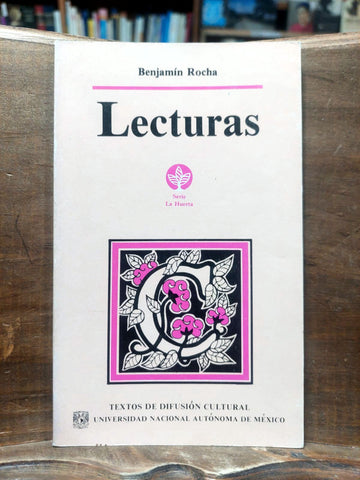 Benjamín Rocha
Lecturas
Serie
La Huerta
TEXTOS DE DIFUSIÓN CULTURAL
UNIVERSIDAD NACIONAL AUTÓNOMA DE MÉXICO